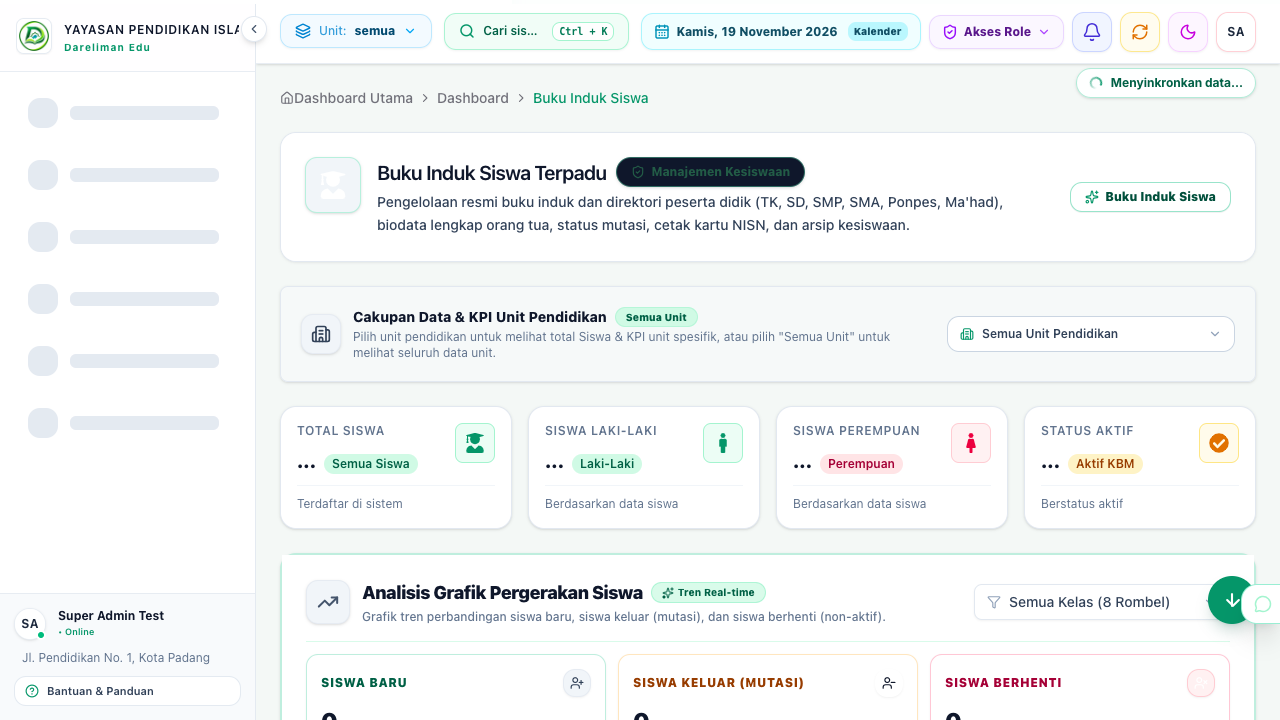 YAYASAN PENDIDIKAN ISLA
Dareliman Edu
Unit: semua
Cari sis...
Ctrl + K
Kamis, 19 November 2026
Kalender
Akses Role
SA
Menyinkronkan data...
Dashboard Utama
Dashboard
Buku Induk Siswa
Buku Induk Siswa Terpadu
Manajemen Kesiswaan
Pengelolaan resmi buku induk dan direktori peserta didik (TK, SD, SMP, SMA, Ponpes, Ma'had),
biodata lengkap orang tua, status mutasi, cetak kartu NISN, dan arsip kesiswaan.
Buku Induk Siswa
Cakupan Data & KPI Unit Pendidikan
Semua Unit
Pilih unit pendidikan untuk melihat total Siswa & KPI unit spesifik, atau pilih "Semua Unit" untuk
melihat seluruh data unit.
Semua Unit Pendidikan
TOTAL SISWA
... Semua Siswa
Terdaftar di sistem
SISWA LAKI-LAKI
... Laki-Laki
Berdasarkan data siswa
SISWA PEREMPUAN
... Perempuan
Berdasarkan data siswa
STATUS AKTIF
... Aktif KBM
Berstatus aktif
Analisis Grafik Pergerakan Siswa
Tren Real-time
Grafik tren perbandingan siswa baru, siswa keluar (mutasi), dan siswa berhenti (non-aktif).
Semua Kelas (8 Rombel)
SISWA BARU
0
SISWA KELUAR (MUTASI)
0
SISWA BERHENTI
0
SA
Super Admin Test
• Online
Jl. Pendidikan No. 1, Kota Padang
Bantuan & Panduan